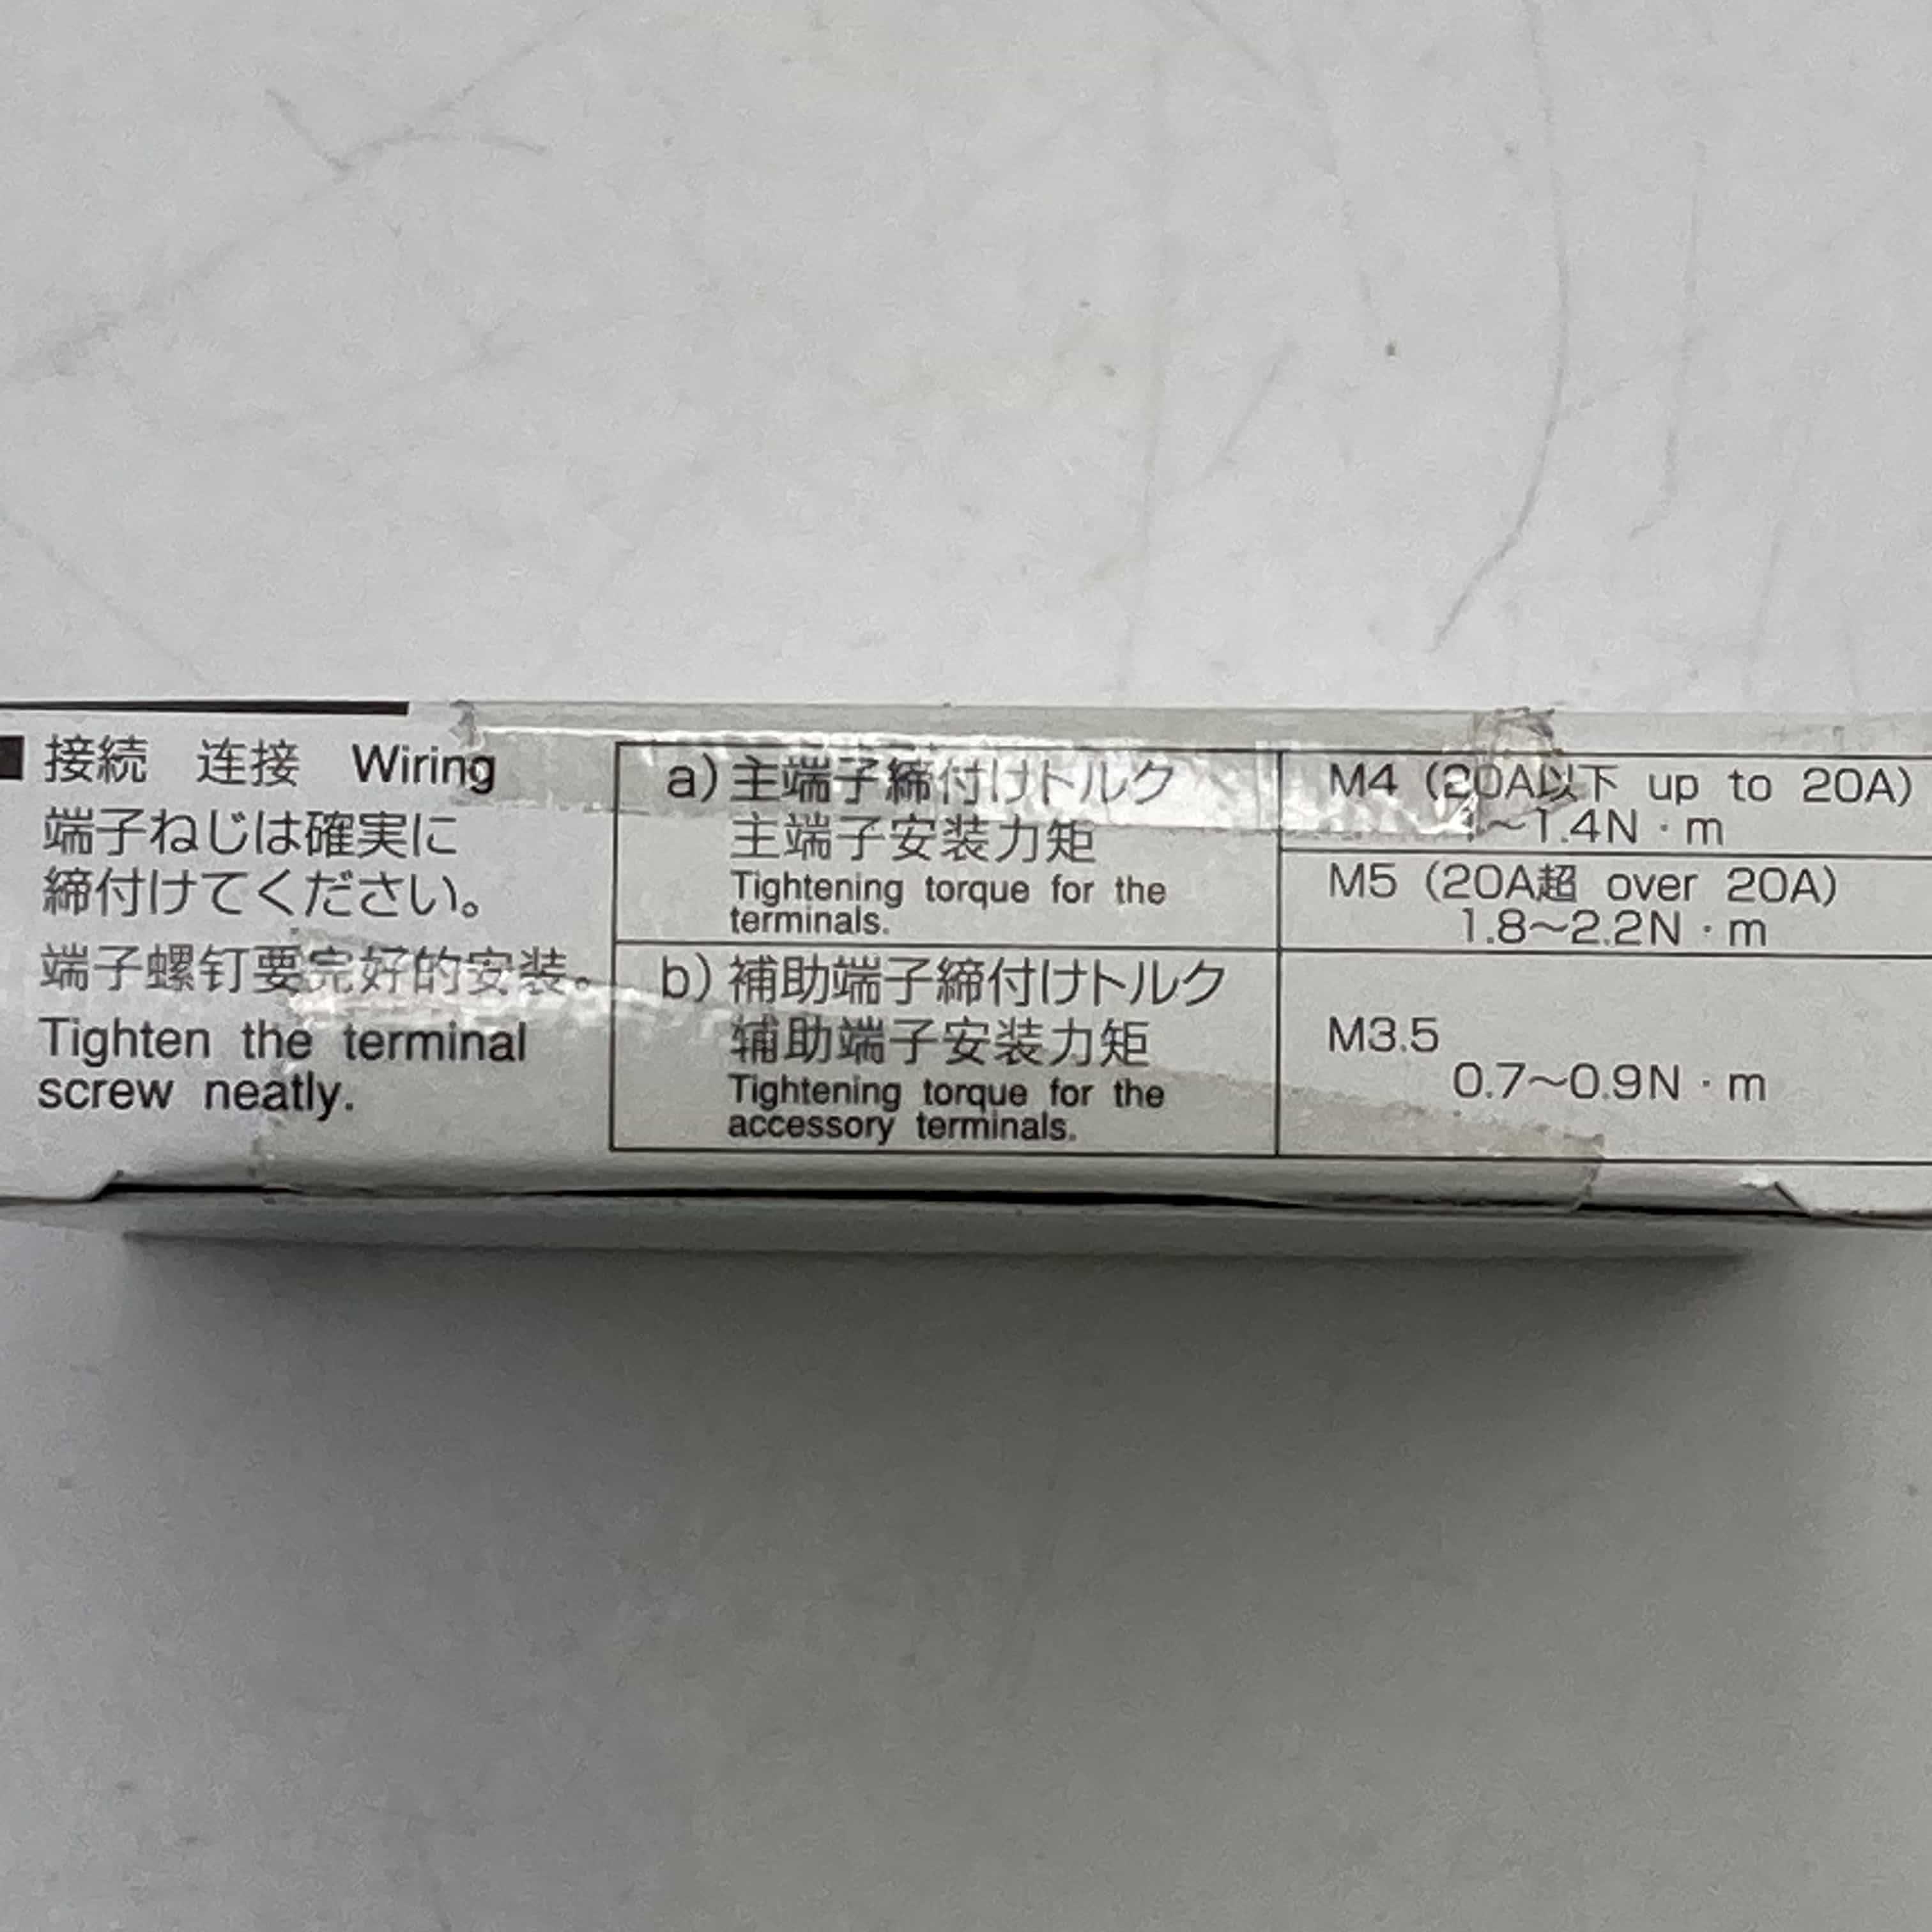 ■接続 连接 Wiring
端子ねじは確実に
締付けてください。
端子螺钉要完好的安装。
Tighten the terminal
screw neatly.
a)主端子締付けトルク
主端子安装力矩
Tightening torque for the
terminals.
M4 (20A以下 up to 20A)
1~1.4N・m
M5 (20A超 over 20A)
1.8~2.2N・m
b)補助端子締付けトルク
辅助端子安装力矩
Tightening torque for the
accessory terminals.
M3.5
0.7~0.9N・m